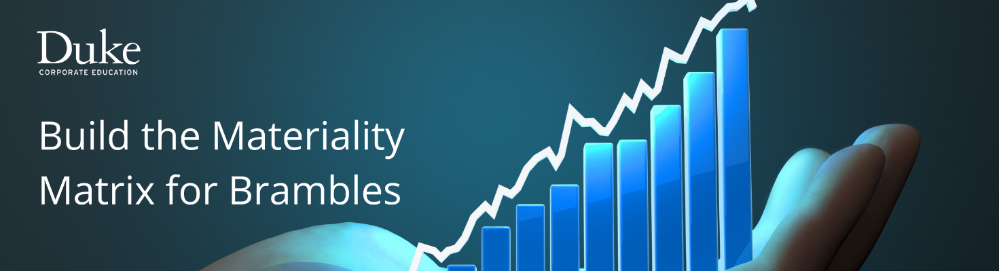 Duke
CORPORATE EDUCATION
Build the Materiality
Matrix for Brambles